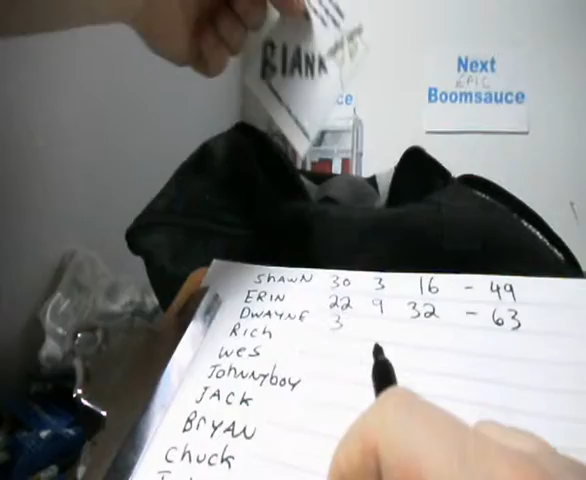 BIANK
Next
EPIC
Boomsauce
ce
SHAWN 30 3 16 - 49
ERIN 22 9 32 - 63
DWAYNE 3
Rich
wes
Johnnyboy
JACK
BRYAN
Chuck